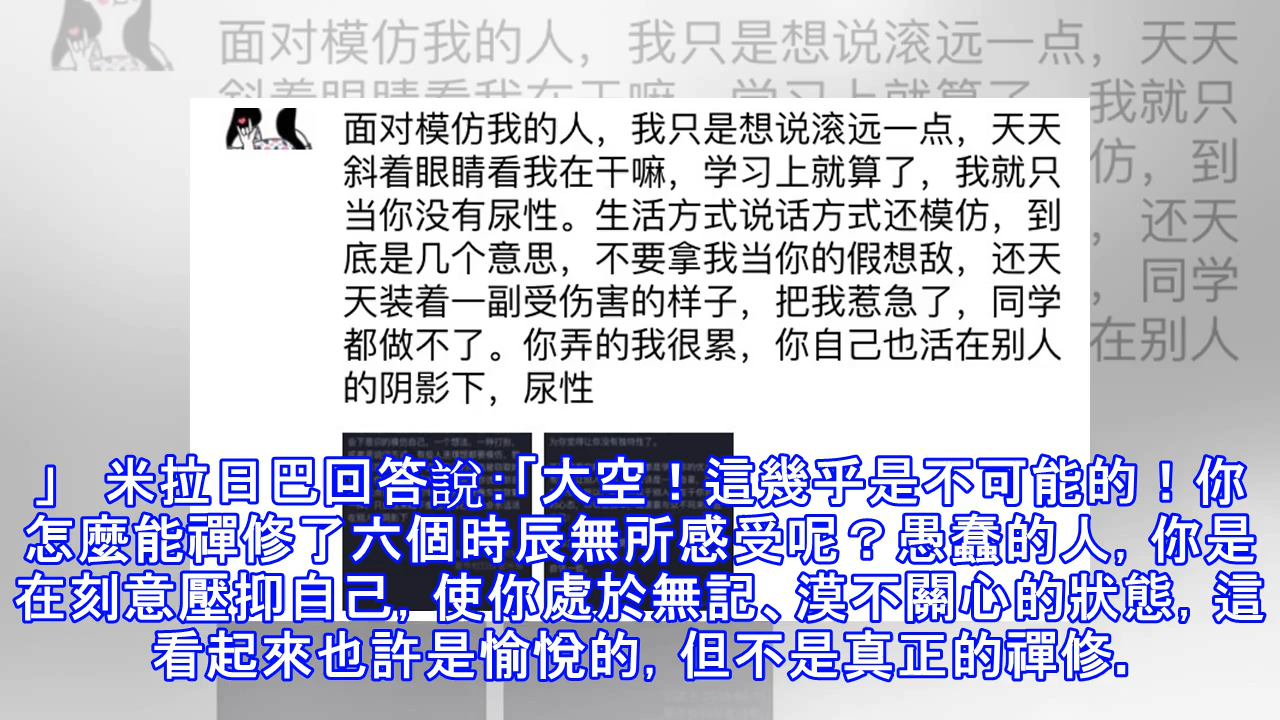 面对模仿我的人，我只是想说滚远一点，天天
斜着眼睛看我在干嘛，学习上就算了，我就只
当你没有尿性。生活方式说话方式还模仿，到
底是几个意思，不要拿我当你的假想敌，还天
天装着一副受伤害的样子，把我惹急了，同学
都做不了。你弄的我很累，你自己也活在别人
的阴影下，尿性
」 米拉日巴回答說:「大空！這幾乎是不可能的！你
怎麼能禪修了六個時辰無所感受呢？愚蠢的人, 你是
在刻意壓抑自己, 使你處於無記、漠不關心的狀態, 這
看起來也許是愉悅的, 但不是真正的禪修.